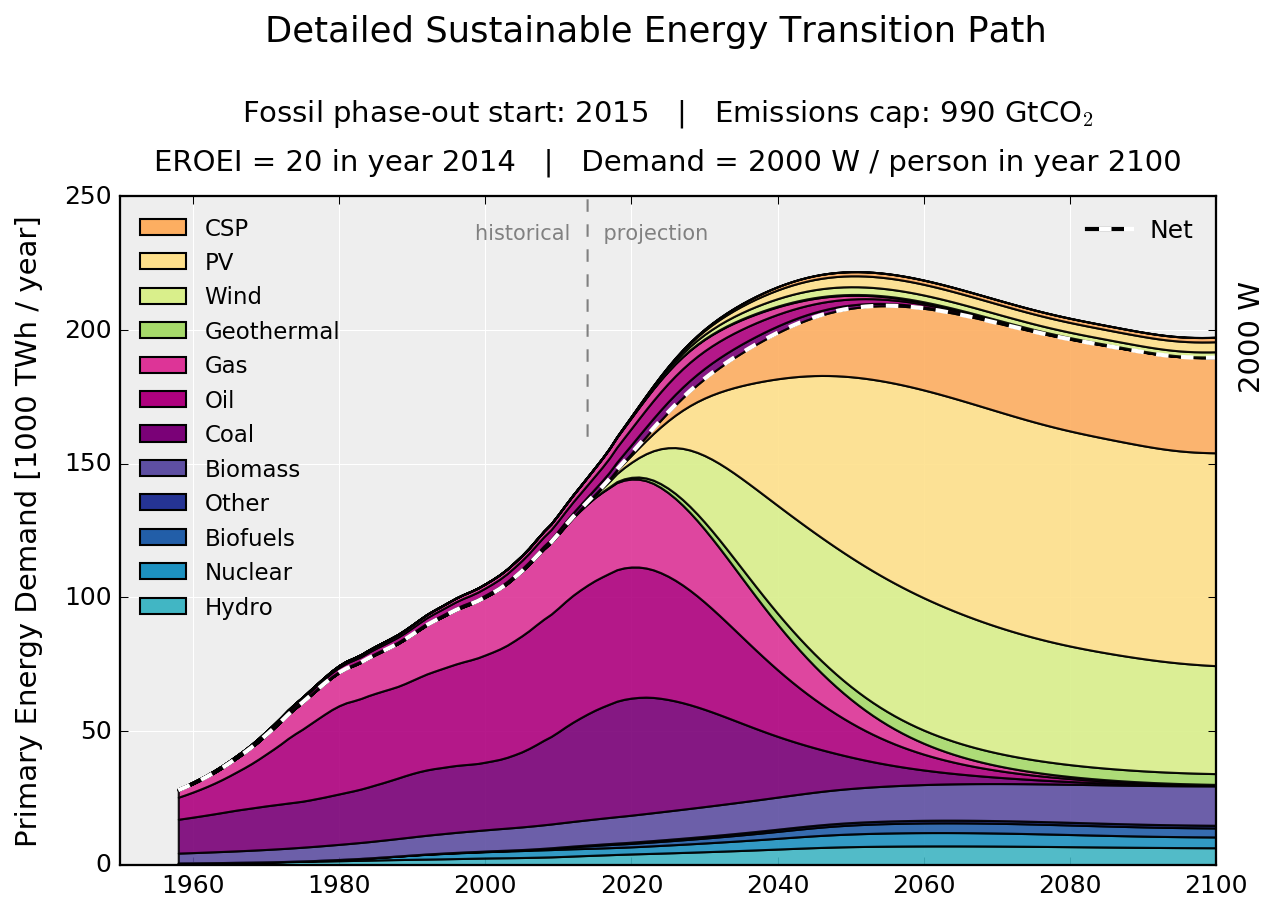 Detailed Sustainable Energy Transition Path
Fossil phase-out start: 2015 | Emissions cap: 990 GtCO₂
EROEI = 20 in year 2014 | Demand = 2000 W / person in year 2100
Primary Energy Demand [1000 TWh / year]
250
200
150
100
50
0
CSP
PV
Wind
Geothermal
Gas
Oil
Coal
Biomass
Other
Biofuels
Nuclear
Hydro
historical
projection
Net
2000 W
1960
1980
2000
2020
2040
2060
2080
2100